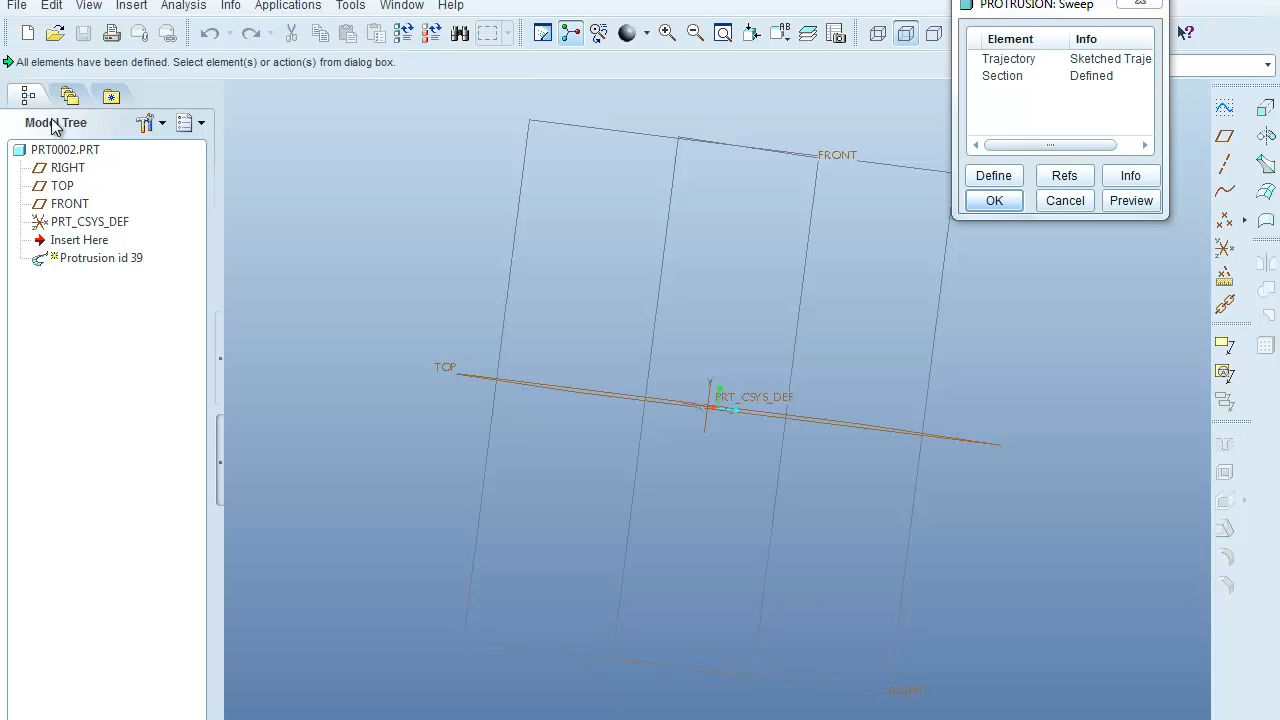 File Edit View Insert Analysis Info Applications Tools Window Help
PROTRUSION: Sweep
All elements have been defined. Select element(s) or action(s) from dialog box.
Element Info
Trajectory Sketched Traje
Section Defined
Define Refs Info
OK Cancel Preview
Model Tree
PRT0002.PRT
RIGHT
TOP
FRONT
PRT_CSYS_DEF
Insert Here
Protrusion id 39
FRONT
TOP
Y
PRT_CSYS_DEF
RIGHT